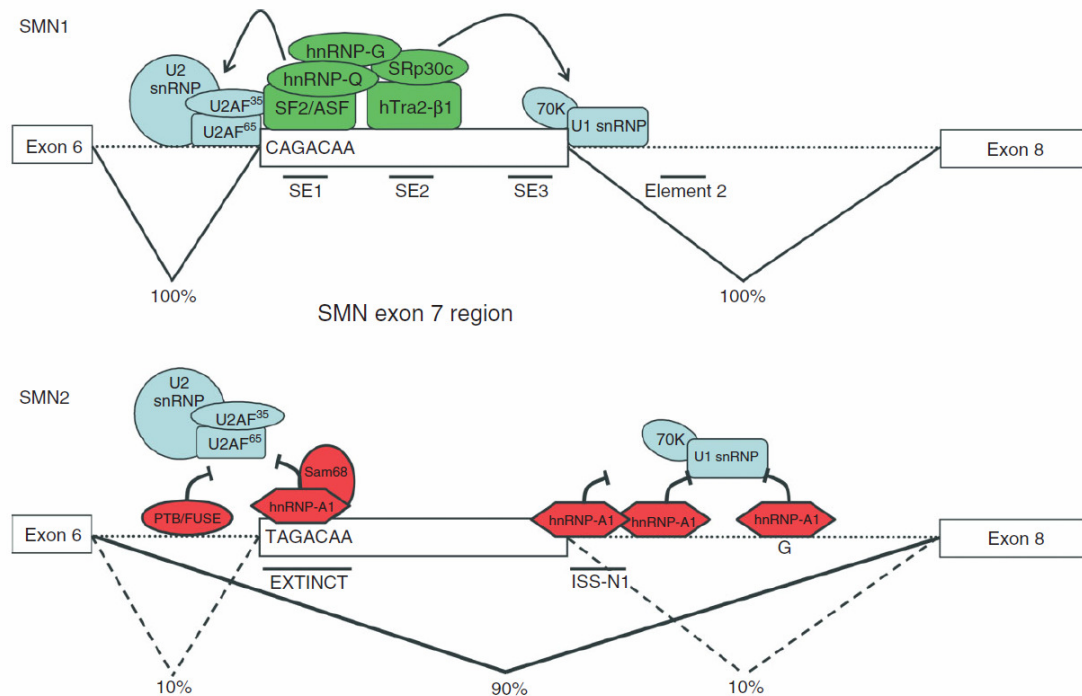 SMN1
U2
snRNP
U2AF35
U2AF65
hnRNP-G
hnRNP-Q
SRp30c
SF2/ASF
hTra2-β1
70K
U1 snRNP
Exon 6
CAGACAA
Exon 8
SE1
SE2
SE3
Element 2
100%
100%
SMN exon 7 region
SMN2
U2
snRNP
U2AF35
U2AF65
PTB/FUSE
Sam68
hnRNP-A1
70K
U1 snRNP
hnRNP-A1
hnRNP-A1
hnRNP-A1
Exon 6
TAGACAA
G
Exon 8
EXTINCT
ISS-N1
10%
90%
10%